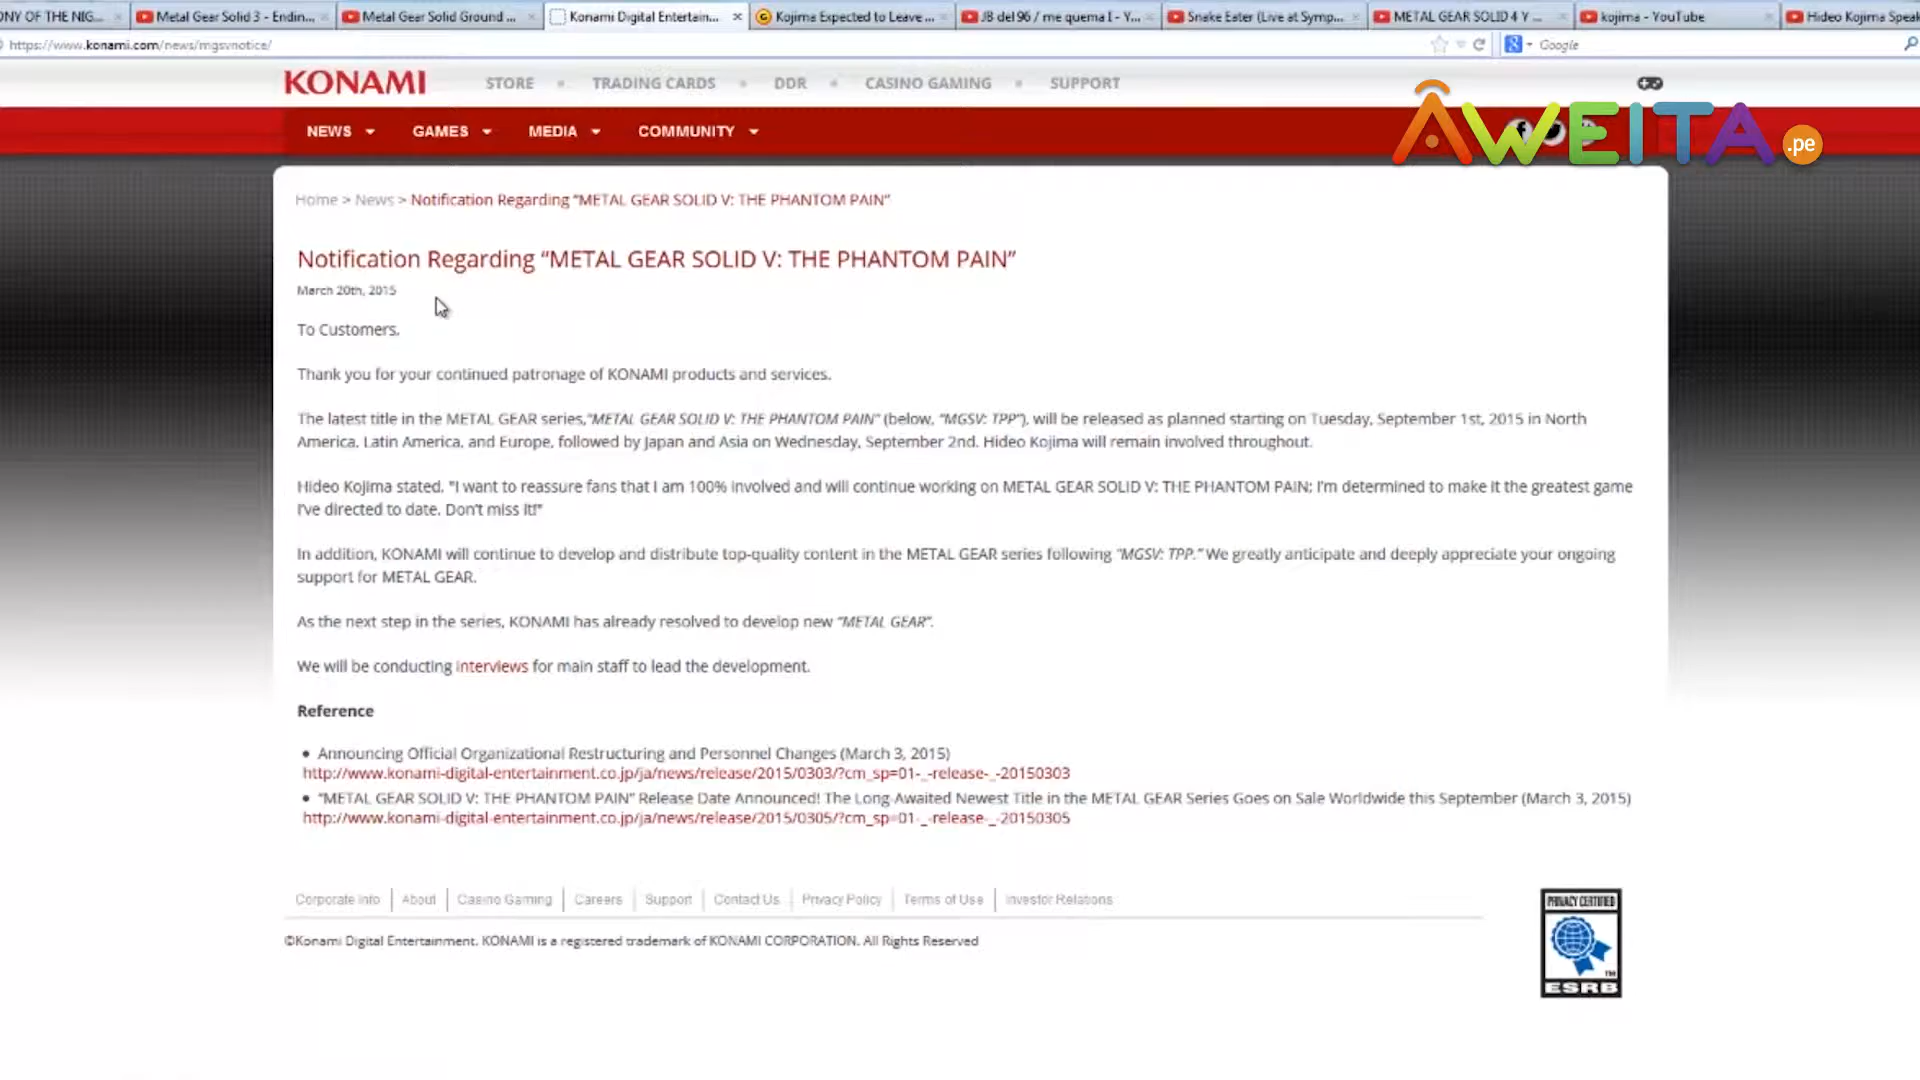 ONY OF THE NIG...
Metal Gear Solid 3 - Endin...
Metal Gear Solid Ground ...
Konami Digital Entertain...
Kojima Expected to Leave ...
JB del 96 / me quema I - Y...
Snake Eater (Live at Symp...
METAL GEAR SOLID 4 Y ...
kojima - YouTube
Hideo Kojima Speak
https://www.konami.com/news/mgsvnotice/
Google
KONAMI
STORE
TRADING CARDS
DDR
CASINO GAMING
SUPPORT
AWEITA.pe
NEWS
GAMES
MEDIA
COMMUNITY
Home > News > Notification Regarding “METAL GEAR SOLID V: THE PHANTOM PAIN”
Notification Regarding “METAL GEAR SOLID V: THE PHANTOM PAIN”
March 20th, 2015
To Customers,
Thank you for your continued patronage of KONAMI products and services.
The latest title in the METAL GEAR series,“METAL GEAR SOLID V: THE PHANTOM PAIN” (below, “MGSV: TPP”), will be released as planned starting on Tuesday, September 1st, 2015 in North
America, Latin America, and Europe, followed by Japan and Asia on Wednesday, September 2nd. Hideo Kojima will remain involved throughout.
Hideo Kojima stated, "I want to reassure fans that I am 100% involved and will continue working on METAL GEAR SOLID V: THE PHANTOM PAIN; I’m determined to make it the greatest game
I’ve directed to date. Don’t miss it!"
In addition, KONAMI will continue to develop and distribute top-quality content in the METAL GEAR series following “MGSV: TPP.” We greatly anticipate and deeply appreciate your ongoing
support for METAL GEAR.
As the next step in the series, KONAMI has already resolved to develop new “METAL GEAR”.
We will be conducting interviews for main staff to lead the development.
Reference
• Announcing Official Organizational Restructuring and Personnel Changes (March 3, 2015)
http://www.konami-digital-entertainment.co.jp/ja/news/release/2015/0303/?cm_sp=01-_-release-_-20150303
• “METAL GEAR SOLID V: THE PHANTOM PAIN” Release Date Announced! The Long-Awaited Newest Title in the METAL GEAR Series Goes on Sale Worldwide this September (March 3, 2015)
http://www.konami-digital-entertainment.co.jp/ja/news/release/2015/0305/?cm_sp=01-_-release-_-20150305
Corporate Info
About
Casino Gaming
Careers
Support
Contact Us
Privacy Policy
Terms of Use
Investor Relations
©Konami Digital Entertainment. KONAMI is a registered trademark of KONAMI CORPORATION. All Rights Reserved
PRIVACY CERTIFIED
TM
ESRB